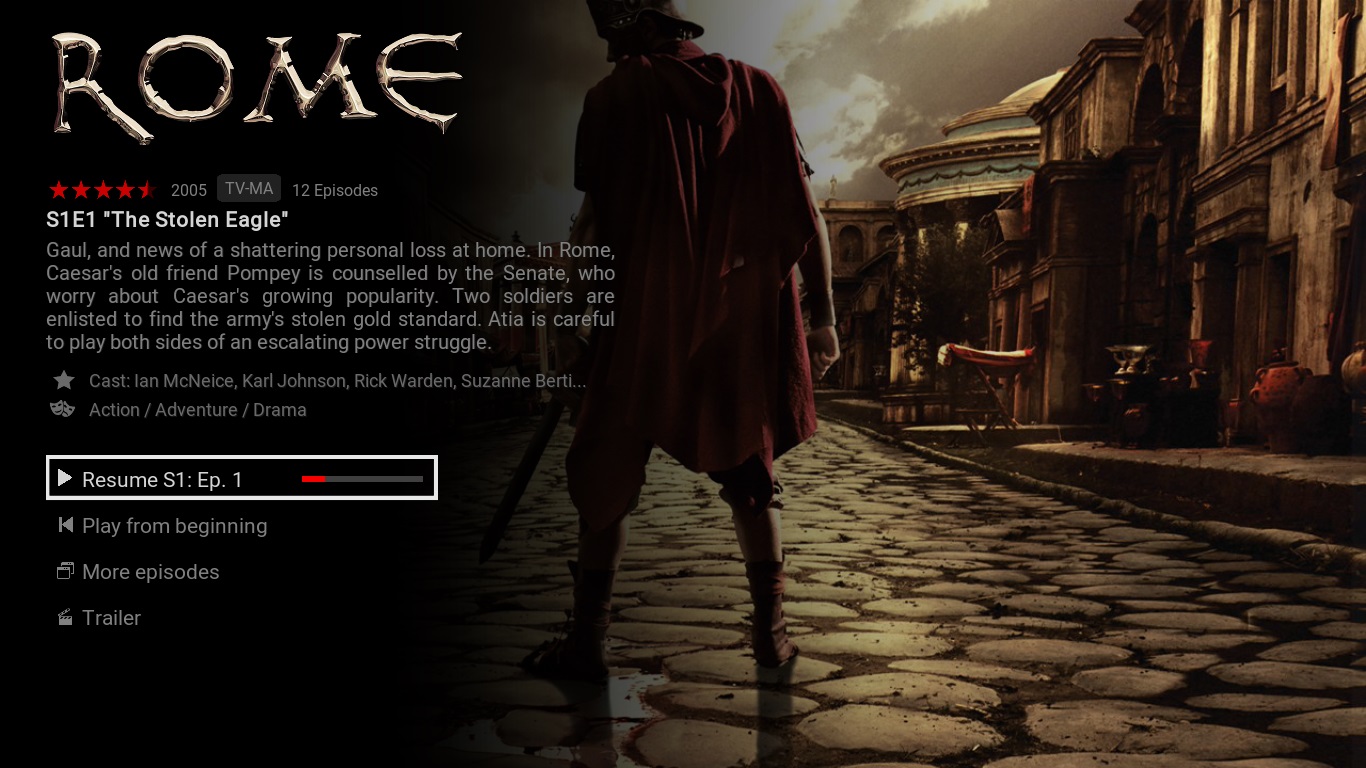 ROME
2005 TV-MA 12 Episodes
S1E1 "The Stolen Eagle"
Gaul, and news of a shattering personal loss at home. In Rome,
Caesar's old friend Pompey is counselled by the Senate, who
worry about Caesar's growing popularity. Two soldiers are
enlisted to find the army's stolen gold standard. Atia is careful
to play both sides of an escalating power struggle.
Cast: Ian McNeice, Karl Johnson, Rick Warden, Suzanne Berti...
Action / Adventure / Drama
Resume S1: Ep. 1
Play from beginning
More episodes
Trailer